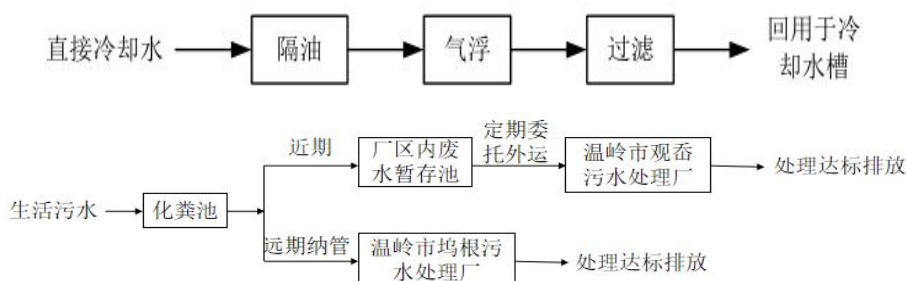 直接冷却水
隔油
气浮
过滤
回用于冷
却水槽
生活污水
化粪池
近期
厂区内废
水暂存池
定期委
托外运
温岭市观岙
污水处理厂
处理达标排放
远期纳管
温岭市坞根污
水处理厂
处理达标排放